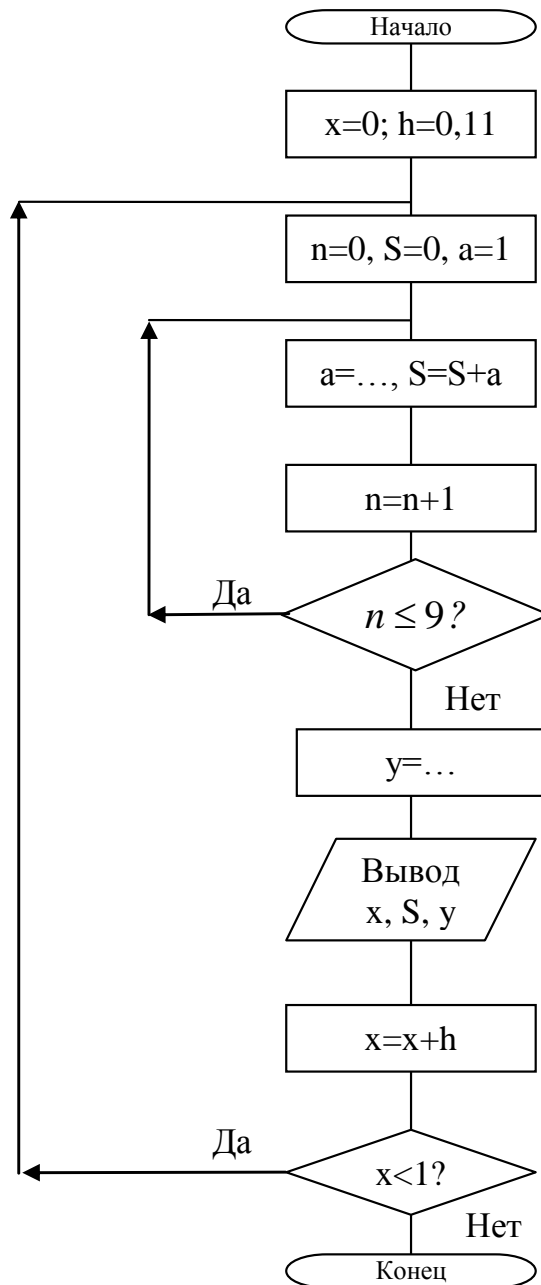 Начало
x=0; h=0,11
n=0, S=0, a=1
a=…, S=S+a
n=n+1
Да
n ≤ 9?
Нет
y=…
Вывод
x, S, y
x=x+h
Да
x<1?
Нет
Конец